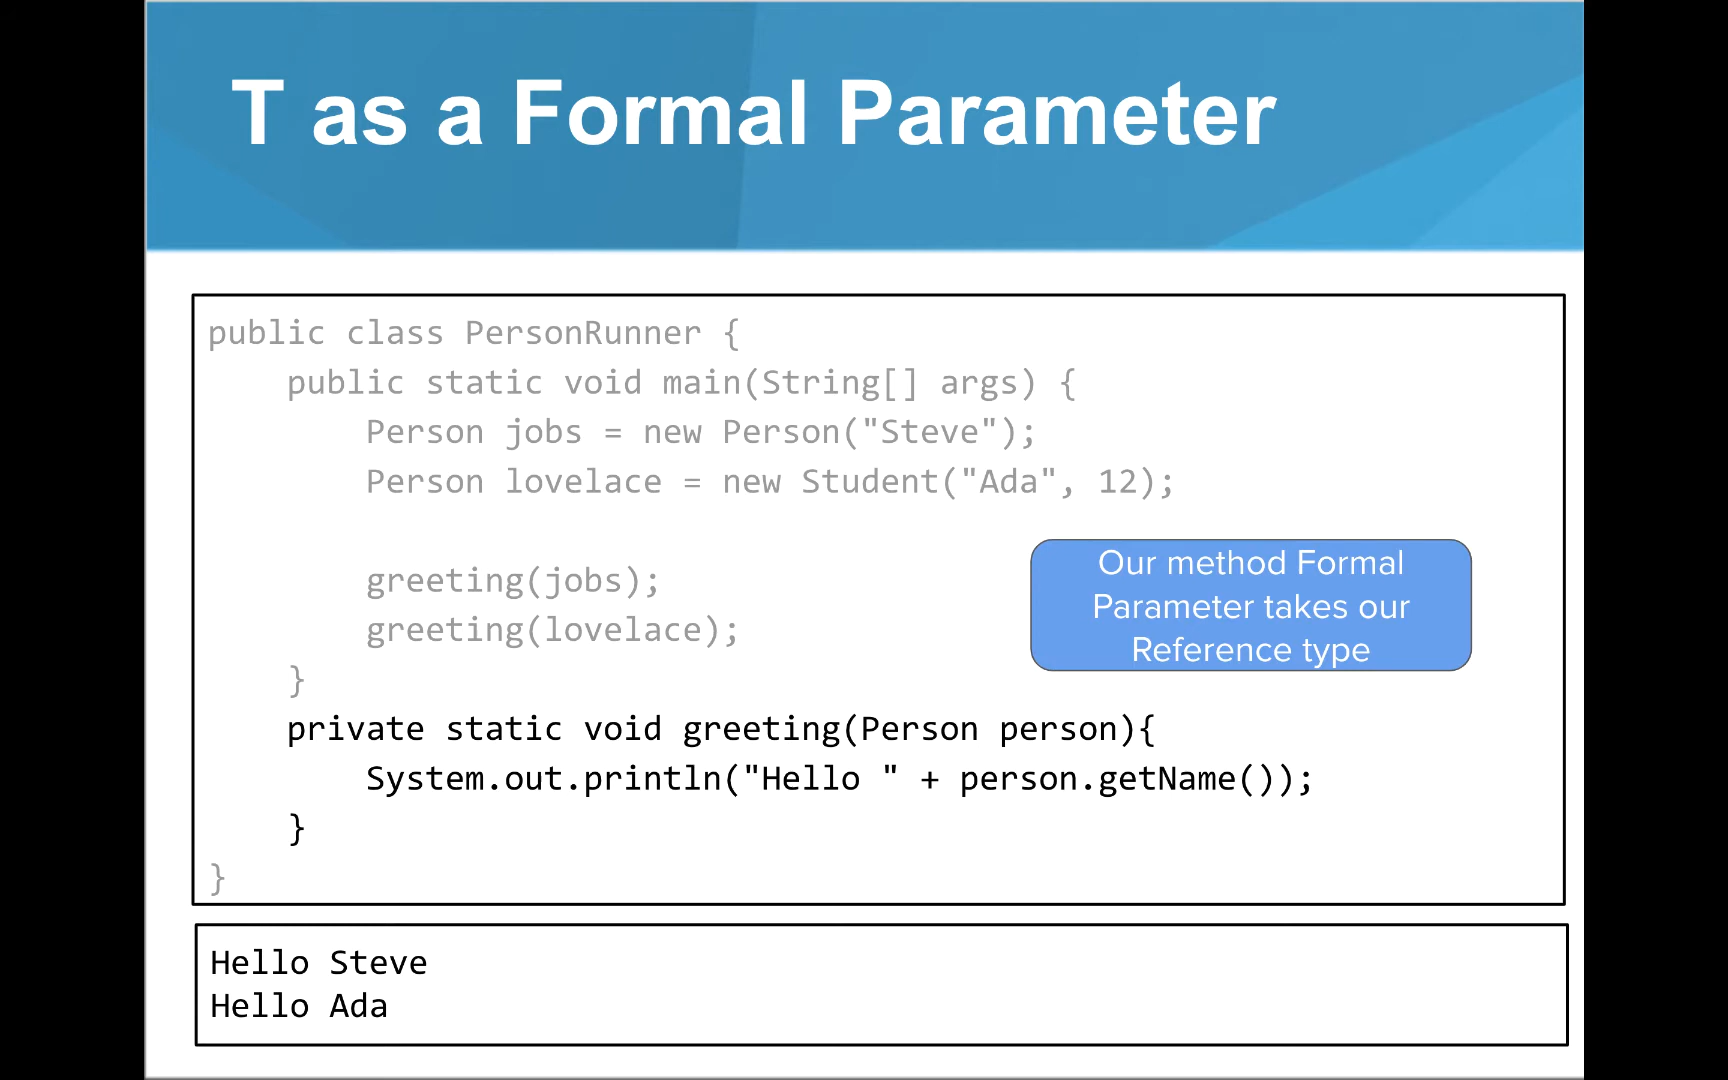 T as a Formal Parameter
public class PersonRunner {
public static void main(String[] args) {
Person jobs = new Person("Steve");
Person lovelace = new Student("Ada", 12);
greeting(jobs);
greeting(lovelace);
}
Our method Formal
Parameter takes our
Reference type
private static void greeting(Person person){
System.out.println("Hello " + person.getName());
}
}
Hello Steve
Hello Ada